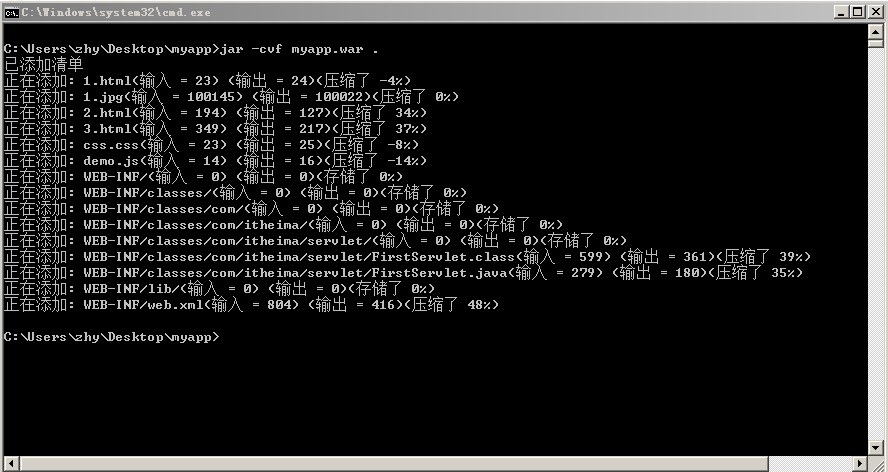 C:\Windows\system32\cmd.exe
C:\Users\zhy\Desktop\myapp>jar -cvf myapp.war .
已添加清单
正在添加: 1.html(输入 = 23) (输出 = 24)(压缩了 -4%)
正在添加: 1.jpg(输入 = 100145) (输出 = 100022)(压缩了 0%)
正在添加: 2.html(输入 = 194) (输出 = 127)(压缩了 34%)
正在添加: 3.html(输入 = 349) (输出 = 217)(压缩了 37%)
正在添加: css.css(输入 = 23) (输出 = 25)(压缩了 -8%)
正在添加: demo.js(输入 = 14) (输出 = 16)(压缩了 -14%)
正在添加: WEB-INF/(输入 = 0) (输出 = 0)(存储了 0%)
正在添加: WEB-INF/classes/(输入 = 0) (输出 = 0)(存储了 0%)
正在添加: WEB-INF/classes/com/(输入 = 0) (输出 = 0)(存储了 0%)
正在添加: WEB-INF/classes/com/itheima/(输入 = 0) (输出 = 0)(存储了 0%)
正在添加: WEB-INF/classes/com/itheima/servlet/(输入 = 0) (输出 = 0)(存储了 0%)
正在添加: WEB-INF/classes/com/itheima/servlet/FirstServlet.class(输入 = 599) (输出 = 361)(压缩了 39%)
正在添加: WEB-INF/classes/com/itheima/servlet/FirstServlet.java(输入 = 279) (输出 = 180)(压缩了 35%)
正在添加: WEB-INF/lib/(输入 = 0) (输出 = 0)(存储了 0%)
正在添加: WEB-INF/web.xml(输入 = 804) (输出 = 416)(压缩了 48%)
C:\Users\zhy\Desktop\myapp>